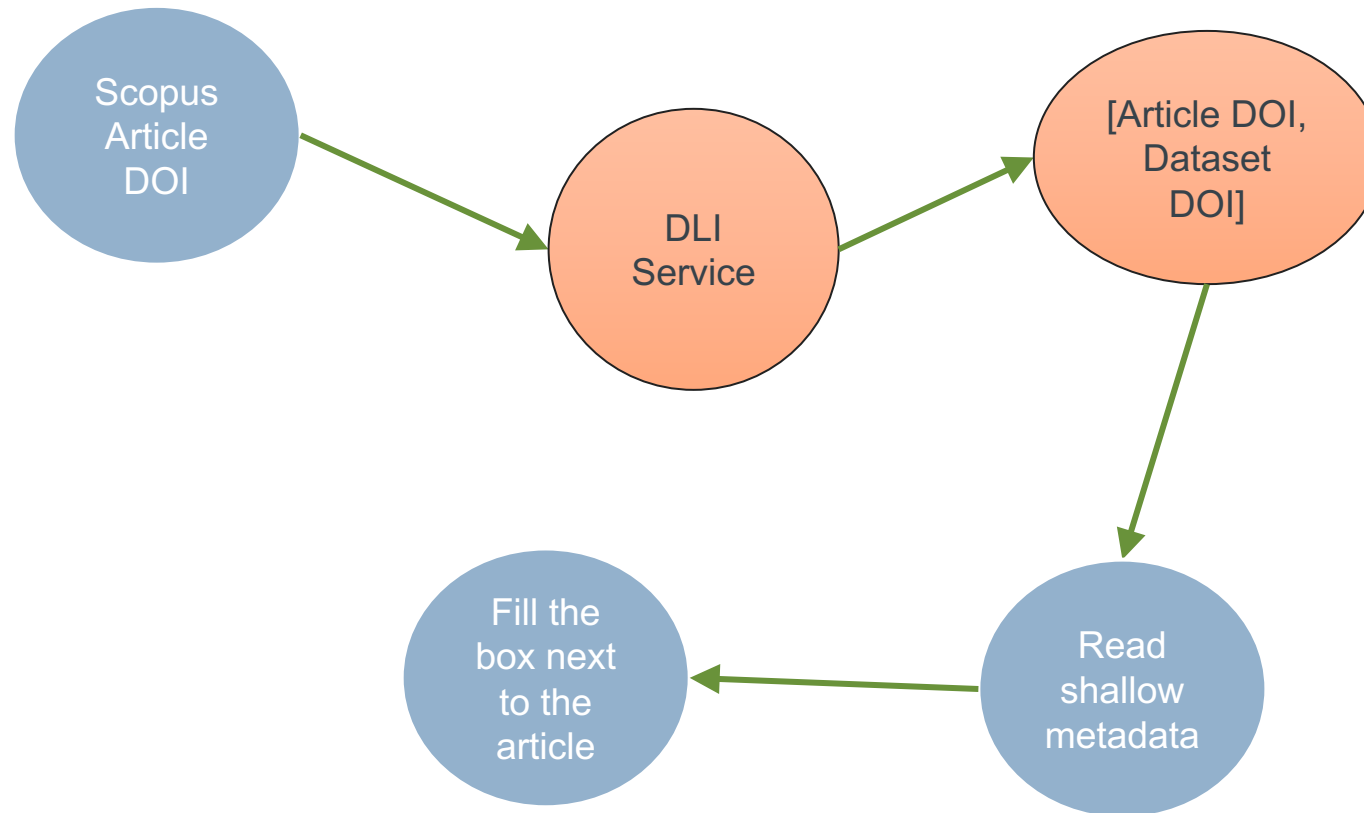 Scopus
Article
DOI
DLI
Service
[Article DOI,
Dataset
DOI]
Read
shallow
metadata
Fill the
box next
to the
article